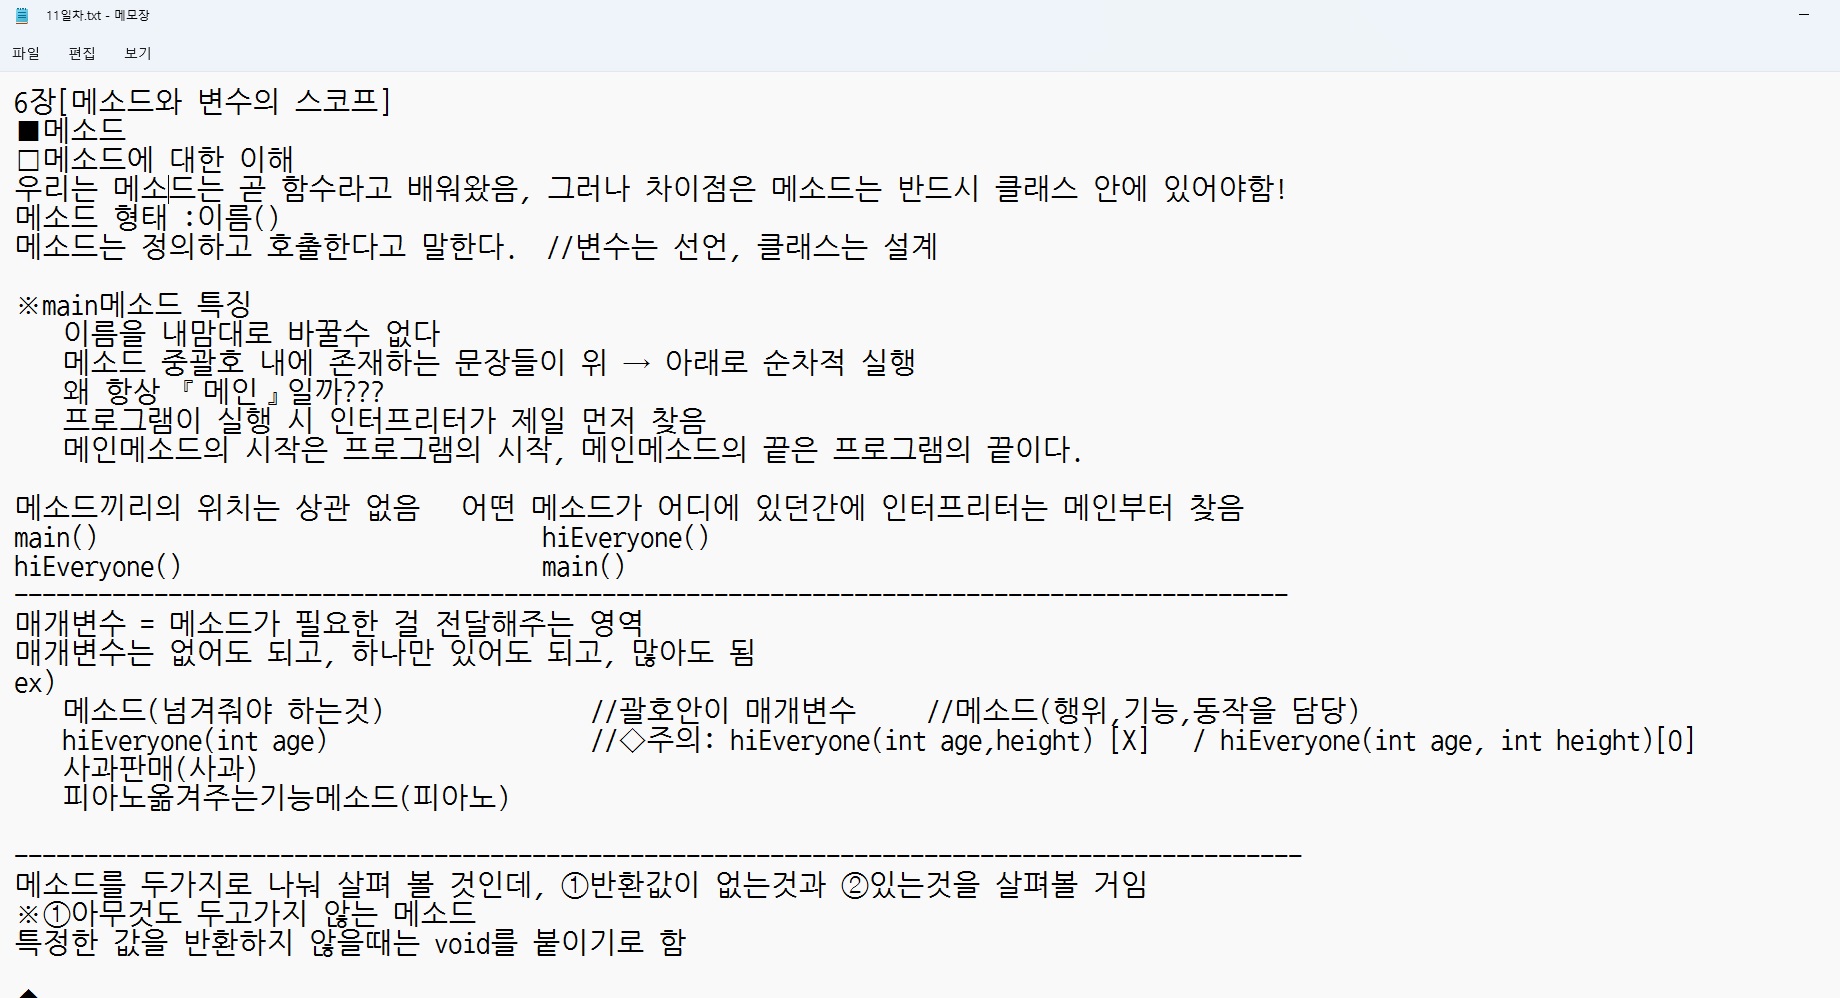 11일차.txt - 메모장
파일 편집 보기
6장[메소드와 변수의 스코프]
■메소드
□메소드에 대한 이해
우리는 메소드는 곧 함수라고 배워왔음, 그러나 차이점은 메소드는 반드시 클래스 안에 있어야함!
메소드 형태 :이름()
메소드는 정의하고 호출한다고 말한다. //변수는 선언, 클래스는 설계
※main메소드 특징
이름을 내맘대로 바꿀수 없다
메소드 중괄호 내에 존재하는 문장들이 위 → 아래로 순차적 실행
왜 항상 『메인』일까???
프로그램이 실행 시 인터프리터가 제일 먼저 찾음
메인메소드의 시작은 프로그램의 시작, 메인메소드의 끝은 프로그램의 끝이다.
메소드끼리의 위치는 상관 없음 어떤 메소드가 어디에 있던간에 인터프리터는 메인부터 찾음
main() hiEveryone()
hiEveryone() main()
-------------------------------------------------------------------------------------------
매개변수 = 메소드가 필요한 걸 전달해주는 영역
매개변수는 없어도 되고, 하나만 있어도 되고, 많아도 됨
ex)
메소드(넘겨줘야 하는것) //괄호안이 매개변수 //메소드(행위,기능,동작을 담당)
hiEveryone(int age) //◇주의: hiEveryone(int age,height) [X] / hiEveryone(int age, int height)[O]
사과판매(사과)
피아노옮겨주는기능메소드(피아노)
--------------------------------------------------------------------------------------------
메소드를 두가지로 나눠 살펴 볼 것인데, ①반환값이 없는것과 ②있는것을 살펴볼 거임
※①아무것도 두고가지 않는 메소드
특정한 값을 반환하지 않을때는 void를 붙이기로 함